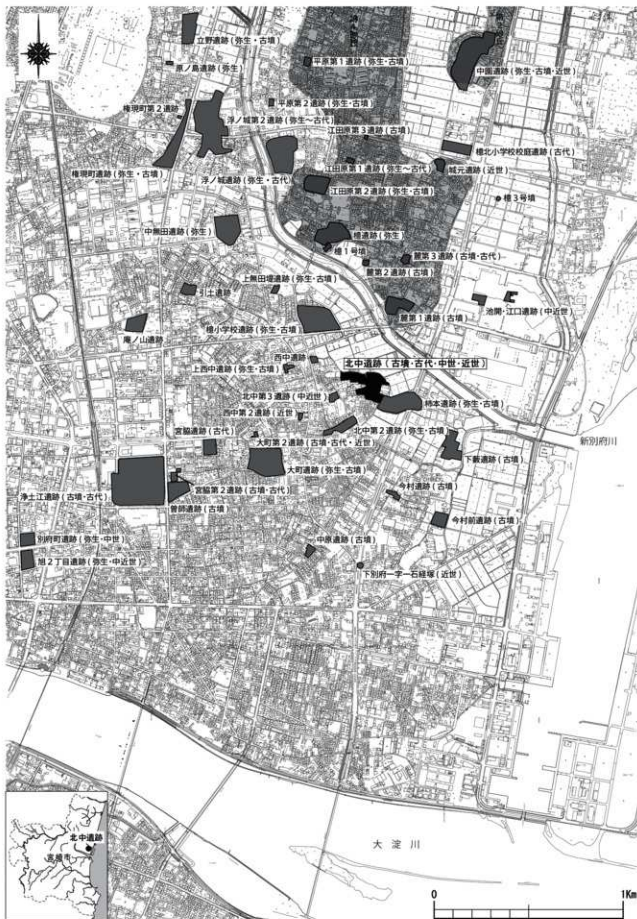 立野遺跡(弥生・古墳)
原ノ島遺跡(弥生)
平原第1遺跡(弥生・古墳)
中園遺跡(弥生・古墳・近世)
権現町第2遺跡
平原第2遺跡(弥生・古墳)
浮ノ城第2遺跡(弥生~古代)
江田原第3遺跡(古墳)
檍北小学校校庭遺跡(古代)
権現町遺跡(弥生・古墳)
浮ノ城遺跡(弥生・古代)
江田原第1遺跡(弥生~古代)
城元遺跡(近世)
江田原第2遺跡(弥生・古墳)
檍3号墳
中無田遺跡(弥生)
檍遺跡(弥生)
檍1号墳
麓第3遺跡(古墳・古代)
上無田堤遺跡(弥生・古墳)
麓第2遺跡(古墳)
引土遺跡
池開・江口遺跡(中近世)
檍小学校遺跡(弥生・古墳)
麓第1遺跡(古墳)
西中遺跡
北中遺跡(古墳・古代・中世・近世)
上西中遺跡(弥生・古墳)
北中第3遺跡(中近世)
柿本遺跡(弥生・古墳)
西中第2遺跡(近世)
宮脇遺跡(古代)
北中第2遺跡(弥生・古墳)
新別府川
大町第2遺跡(古墳・古代・近世)
大町遺跡(弥生・古墳)
下藪遺跡(古墳)
浄土江遺跡(古墳・古代)
宮脇第2遺跡(古墳・古代)
今村遺跡(古墳)
曽師遺跡(古墳)
今村前遺跡(古墳)
別府町遺跡(弥生・中世)
中原遺跡(古墳)
旭2丁目遺跡(弥生・中近世)
下別府一字一石経塚(近世)
北中遺跡
宮崎市
大淀川
0 1Km